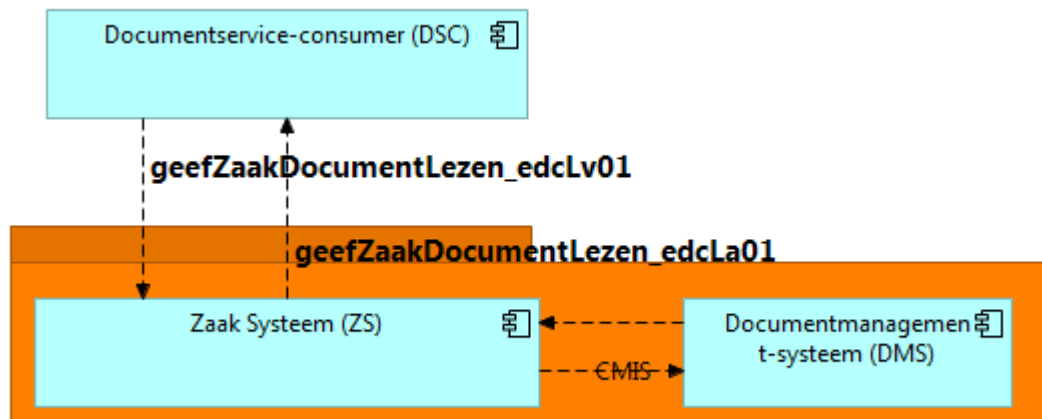 Documentservice-consumer (DSC)
geefZaakDocumentLezen_edcLv01
geefZaakDocumentLezen_edcLa01
Zaak Systeem (ZS)
Documentmanagemen
t-systeem (DMS)
CMIS